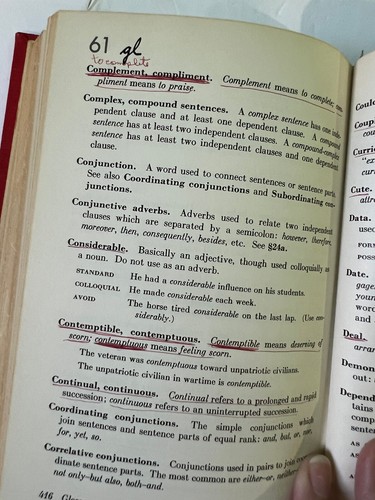 61 gl
to complete
Complement, compliment. Complement means to complete; com-
pliment means to praise.
Complex, compound sentences. A complex sentence has one inde-
pendent clause and at least one dependent clause. A compound
sentence has at least two independent clauses. A compound-complex
sentence has at least two independent clauses and one dependent
clause.
Conjunction. A word used to connect sentences or sentence parts.
See also Coordinating conjunctions and Subordinating con-
junctions.
Conjunctive adverbs. Adverbs used to relate two independent
clauses which are separated by a semicolon: however, therefore,
moreover, then, consequently, besides, etc. See §24a.
Considerable. Basically an adjective, though used colloquially as
a noun. Do not use as an adverb.
STANDARD He had a considerable influence on his students.
COLLOQUIAL He made considerable each week.
AVOID The horse tired considerable on the last lap. (Use con-
siderably.)
Contemptible, contemptuous. Contemptible means deserving of
scorn; contemptuous means feeling scorn.
The veteran was contemptuous toward unpatriotic civilians.
The unpatriotic civilian in wartime is contemptible.
Continual, continuous. Continual refers to a prolonged and rapid
succession; continuous refers to an uninterrupted succession.
Coordinating conjunctions. The simple conjunctions which
join sentences and sentence parts of equal rank: and, but, or, nor,
for, yet, so.
Correlative conjunctions. Conjunctions used in pairs to join
dinate sentence parts. The most common are either-or, neither-
not only-but also, both-and.
416
Coup
Curri
Cute.
Data.
Date.
Deal.
Demon
out:
Depend